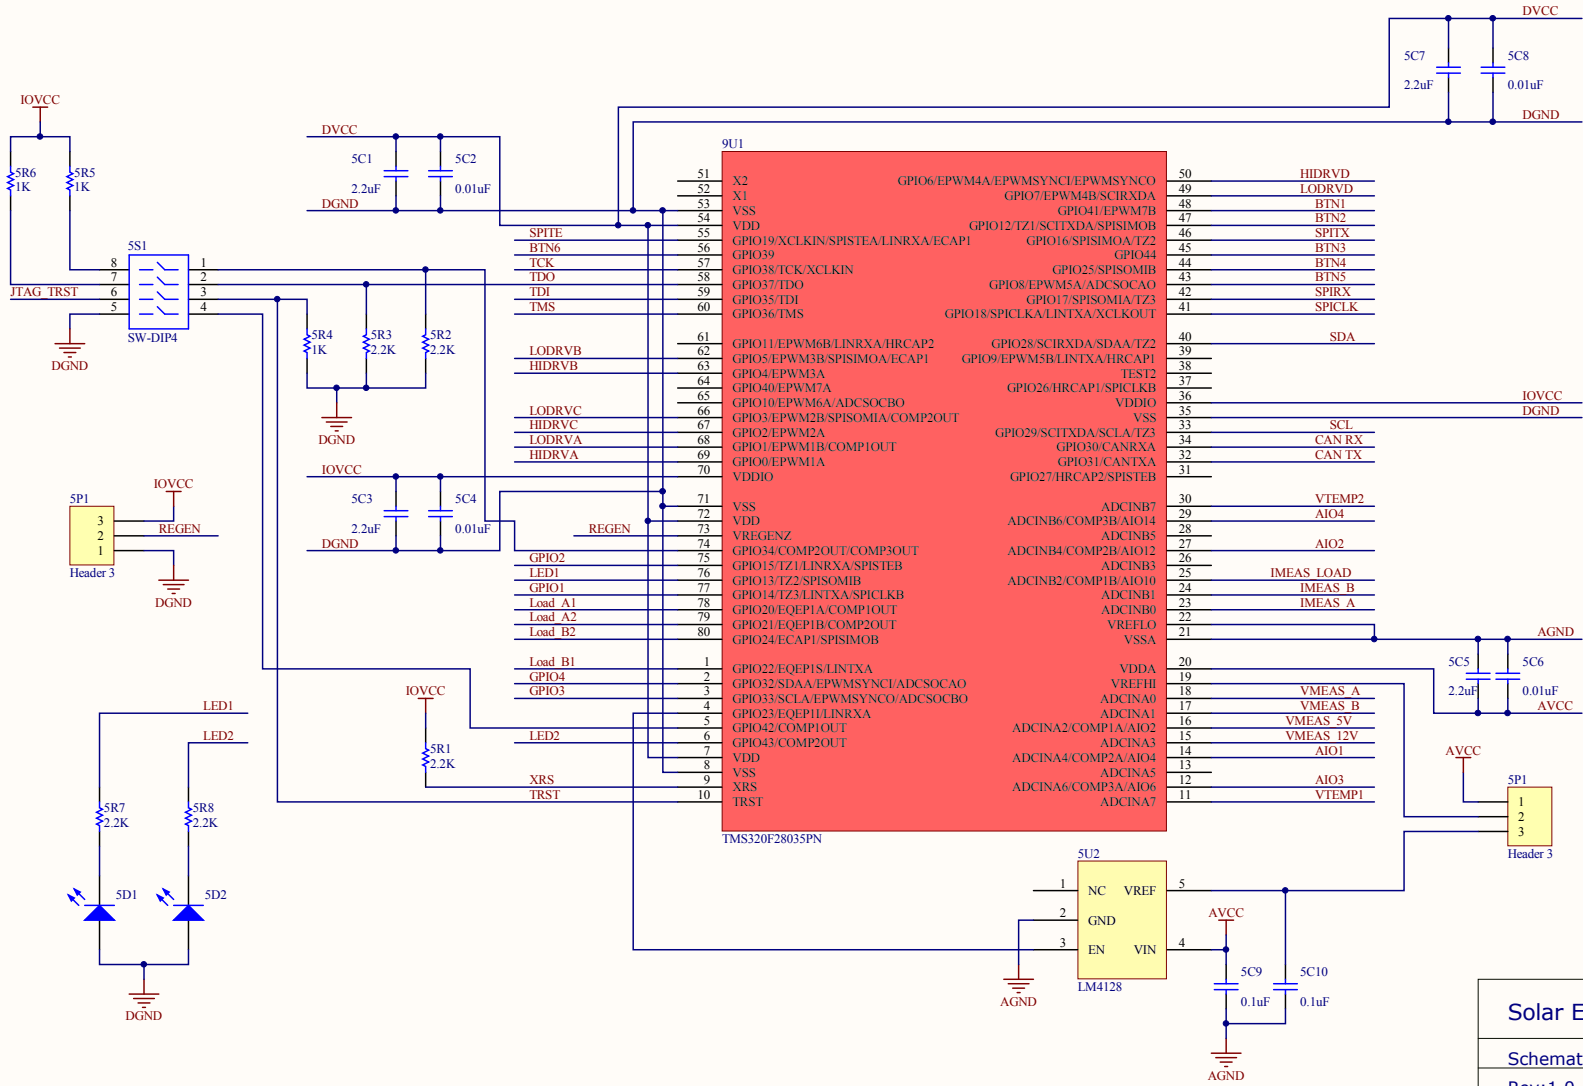 DVCC
5C7
5C8
2.2uF
0.01uF
DGND
IOVCC
5R6
1K
5R5
1K
5S1
8
7
6
5
1
2
3
4
JTAG_TRST
SW-DIP4
DGND
DVCC
5C1
5C2
2.2uF
0.01uF
DGND
5R4
1K
5R3
2.2K
5R2
2.2K
DGND
9U1
51 X2
52 X1
53 VSS
54 VDD
SPITE 55 GPIO19/XCLKIN/SPISTEA/LINRXA/ECAP1
BTN6 56 GPIO39
TCK 57 GPIO38/TCK/XCLKIN
TDO 58 GPIO37/TDO
TDI 59 GPIO35/TDI
TMS 60 GPIO36/TMS
61 GPIO11/EPWM6B/LINRXA/HRCAP2
LODRVB 62 GPIO5/EPWM3B/SPISIMOA/ECAP1
HIDRVB 63 GPIO4/EPWM3A
64 GPIO40/EPWM7A
65 GPIO10/EPWM6A/ADCSOCBO
LODRVC 66 GPIO3/EPWM2B/SPISOMIA/COMP2OUT
HIDRVC 67 GPIO2/EPWM2A
LODRVA 68 GPIO1/EPWM1B/COMP1OUT
HIDRVA 69 GPIO0/EPWM1A
IOVCC 70 VDDIO
5C3
5C4
2.2uF
0.01uF
DGND
71 VSS
72 VDD
REGEN 73 VREGENZ
74 GPIO34/COMP2OUT/COMP3OUT
GPIO2 75 GPIO15/TZ1/LINRXA/SPISTEB
LED1 76 GPIO13/TZ2/SPISOMIB
GPIO1 77 GPIO14/TZ3/LINTXA/SPICLKB
Load_A1 78 GPIO20/EQEP1A/COMP1OUT
Load_A2 79 GPIO21/EQEP1B/COMP2OUT
Load_B2 80 GPIO24/ECAP1/SPISIMOB
Load_B1 1 GPIO22/EQEP1S/LINTXA
GPIO4 2 GPIO32/SDAA/EPWMSYNCI/ADCSOCAO
GPIO3 3 GPIO33/SCLA/EPWMSYNCO/ADCSOCBO
4 GPIO23/EQEP1I/LINRXA
5 GPIO42/COMP1OUT
LED2 6 GPIO43/COMP2OUT
7 VDD
8 VSS
XRS 9 XRS
TRST 10 TRST
TMS320F28035PN
GPIO6/EPWM4A/EPWMSYNCI/EPWMSYNCO 50 HIDRVD
GPIO7/EPWM4B/SCIRXDA 49 LODRVD
GPIO41/EPWM7B 48 BTN1
GPIO12/TZ1/SCITXDA/SPISIMOB 47 BTN2
GPIO16/SPISIMOA/TZ2 46 SPITX
GPIO44 45 BTN3
GPIO25/SPISOMIB 44 BTN4
GPIO8/EPWM5A/ADCSOCAO 43 BTN5
GPIO17/SPISOMIA/TZ3 42 SPIRX
GPIO18/SPICLKA/LINTXA/XCLKOUT 41 SPICLK
GPIO28/SCIRXDA/SDAA/TZ2 40 SDA
GPIO9/EPWM5B/LINTXA/HRCAP1 39
TEST2 38
GPIO26/HRCAP1/SPICLKB 37
VDDIO 36 IOVCC
VSS 35 DGND
GPIO29/SCITXDA/SCLA/TZ3 33 SCL
GPIO30/CANRXA 34 CAN RX
GPIO31/CANTXA 32 CAN TX
GPIO27/HRCAP2/SPISTEB 31
ADCINB7 30 VTEMP2
ADCINB6/COMP3B/AIO14 29 AIO4
ADCINB5 28
ADCINB4/COMP2B/AIO12 27 AIO2
ADCINB3 26
ADCINB2/COMP1B/AIO10 25 IMEAS_LOAD
ADCINB1 24 IMEAS_B
ADCINB0 23 IMEAS_A
VREFLO 22
VSSA 21 AGND
VDDA 20
VREFHI 19
ADCINA0 18 VMEAS_A
ADCINA1 17 VMEAS_B
ADCINA2/COMP1A/AIO2 16 VMEAS_5V
ADCINA3 15 VMEAS_12V
ADCINA4/COMP2A/AIO4 14 AIO1
ADCINA5 13
ADCINA6/COMP3A/AIO6 12 AIO3
ADCINA7 11 VTEMP1
5C5
5C6
2.2uF
0.01uF
AVCC
5P1
IOVCC
3
2
1
REGEN
Header 3
DGND
IOVCC
5R1
2.2K
LED1
LED2
5R7
2.2K
5R8
2.2K
5D1
5D2
DGND
AVCC
5P1
1
2
3
Header 3
5U2
1 NC VREF 5
2 GND
3 EN VIN 4
LM4128
AGND
AVCC
5C9
5C10
0.1uF
0.1uF
AGND
Solar E
Schemat